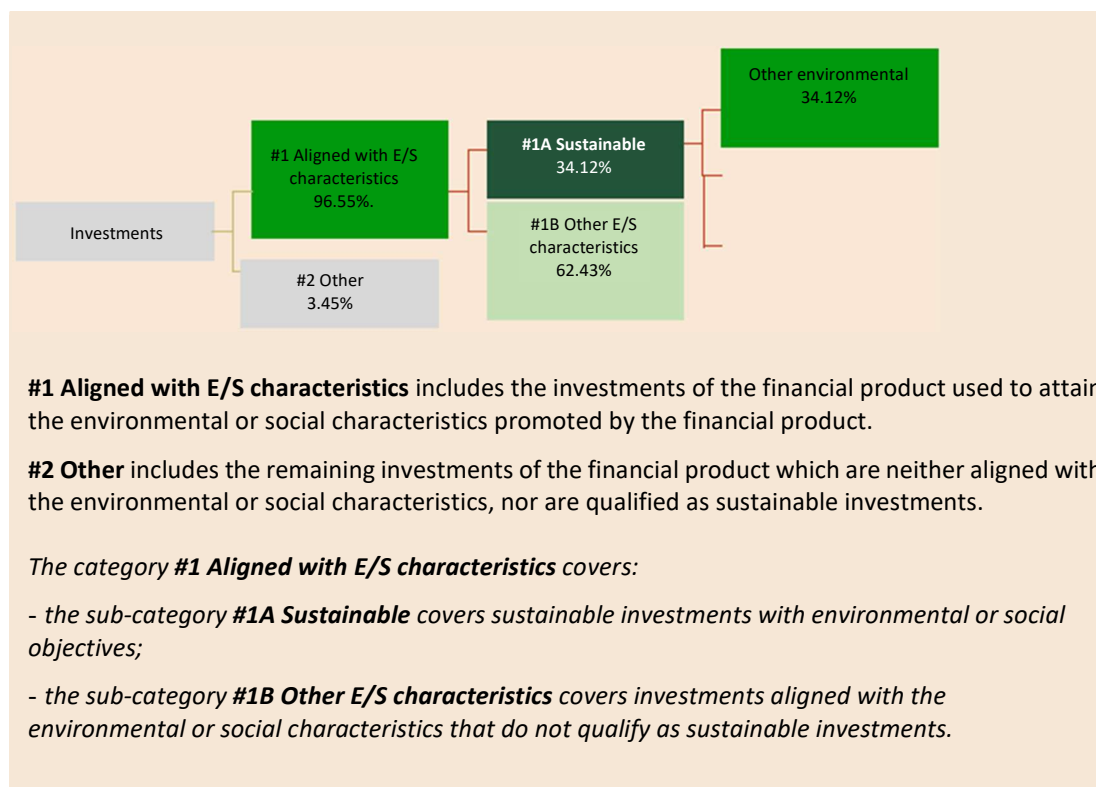 Other environmental
34.12%
#1 Aligned with E/S
characteristics
96.55%.
#1A Sustainable
34.12%
Investments
#1B Other E/S
characteristics
62.43%
#2 Other
3.45%
#1 Aligned with E/S characteristics includes the investments of the financial product used to attain
the environmental or social characteristics promoted by the financial product.
#2 Other includes the remaining investments of the financial product which are neither aligned with
the environmental or social characteristics, nor are qualified as sustainable investments.
The category #1 Aligned with E/S characteristics covers:
- the sub-category #1A Sustainable covers sustainable investments with environmental or social
objectives;
- the sub-category #1B Other E/S characteristics covers investments aligned with the
environmental or social characteristics that do not qualify as sustainable investments.